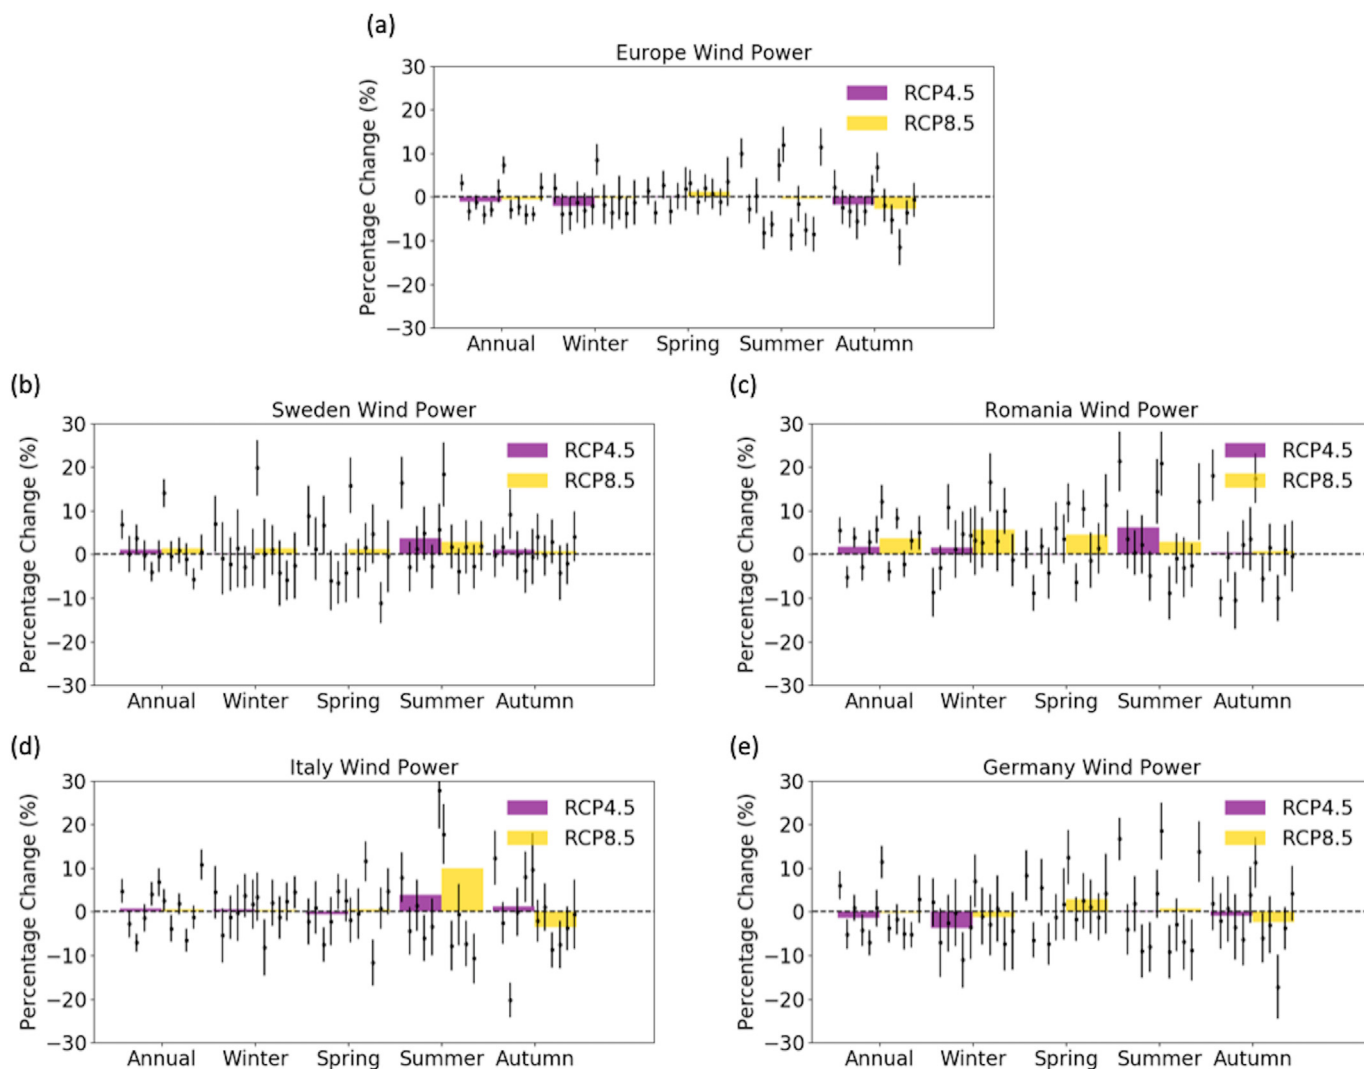 (a)
Europe Wind Power
Percentage Change (%)
30
20
10
0
−10
−20
−30
RCP4.5
RCP8.5
Annual Winter Spring Summer Autumn
(b)
Sweden Wind Power
Percentage Change (%)
30
20
10
0
−10
−20
−30
RCP4.5
RCP8.5
Annual Winter Spring Summer Autumn
(c)
Romania Wind Power
Percentage Change (%)
30
20
10
0
−10
−20
−30
RCP4.5
RCP8.5
Annual Winter Spring Summer Autumn
(d)
Italy Wind Power
Percentage Change (%)
30
20
10
0
−10
−20
−30
RCP4.5
RCP8.5
Annual Winter Spring Summer Autumn
(e)
Germany Wind Power
Percentage Change (%)
30
20
10
0
−10
−20
−30
RCP4.5
RCP8.5
Annual Winter Spring Summer Autumn